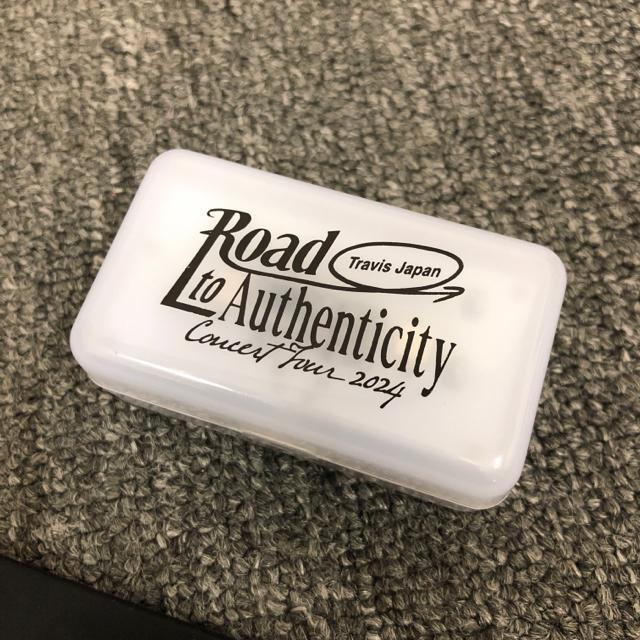 Road
Travis Japan
to Authenticity
Concert Tour 2024